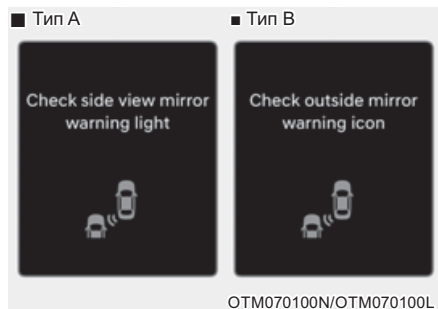 ■ Тип A
■ Тип B
Check side view mirror
warning light
Check outside mirror
warning icon
OTM070100N/OTM070100L